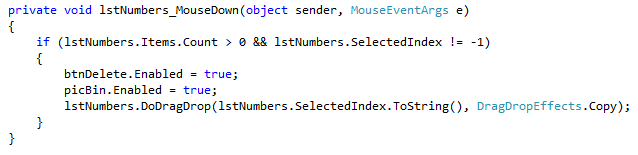 private void lstNumbers_MouseDown(object sender, MouseEventArgs e)
{
    if (lstNumbers.Items.Count > 0 && lstNumbers.SelectedIndex != -1)
    {
        btnDelete.Enabled = true;
        picBin.Enabled = true;
        lstNumbers.DoDragDrop(lstNumbers.SelectedIndex.ToString(), DragDropEffects.Copy);
    }
}